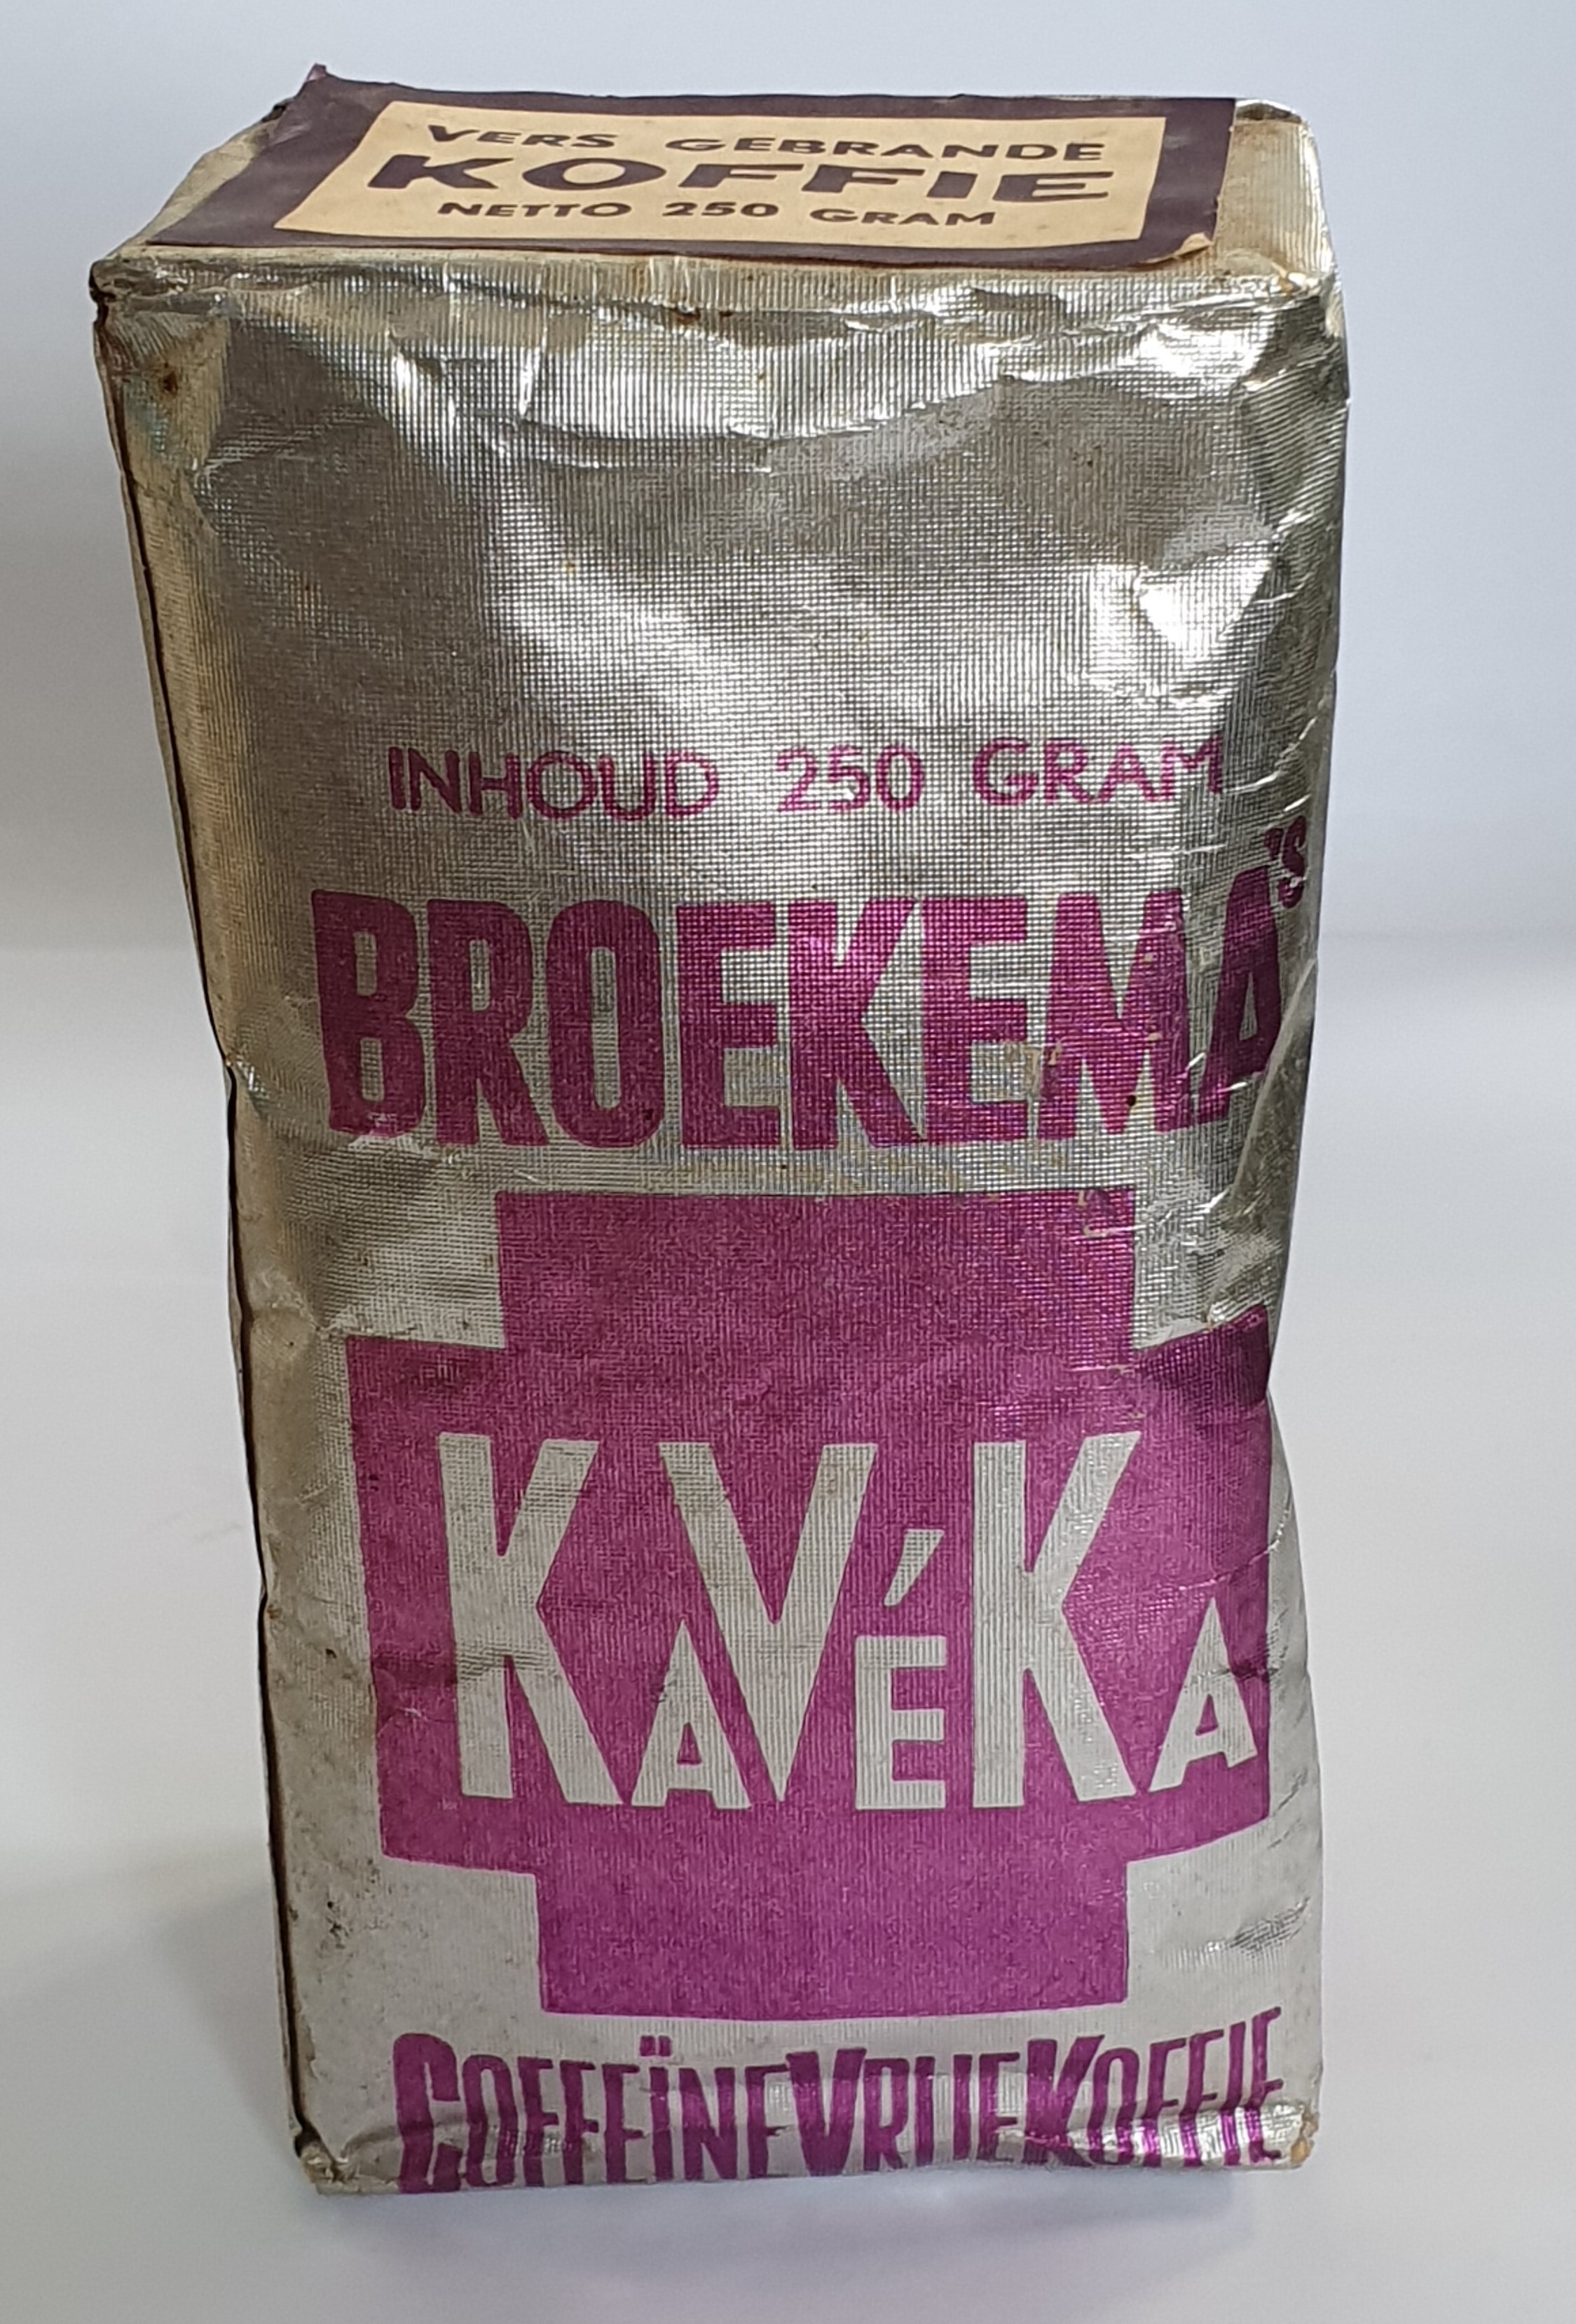 VERS GEBRANDE
KOFFIE
NETTO 250 GRAM
INHOUD 250 GRAM
BROEKEMA'S
KAVÉKA
COFFEÏNEVRIJEKOFFIE